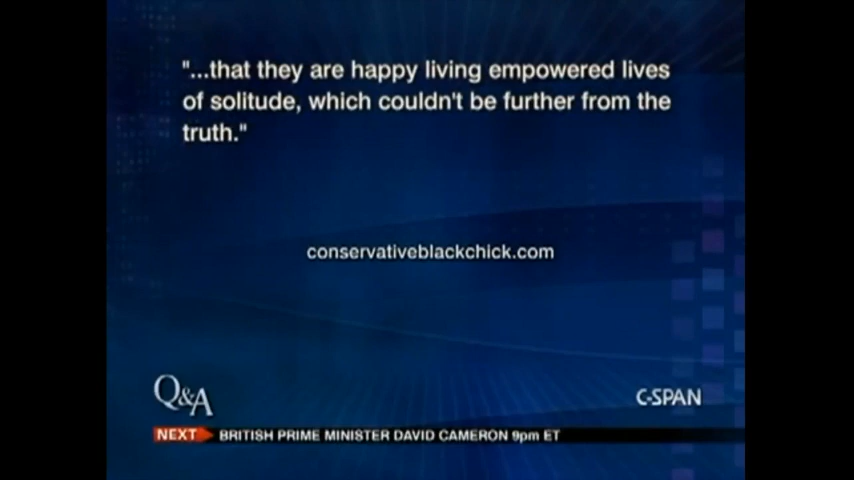 "...that they are happy living empowered lives
of solitude, which couldn't be further from the
truth."
conservativeblackchick.com
Q&A
C-SPAN
NEXT BRITISH PRIME MINISTER DAVID CAMERON 9pm ET